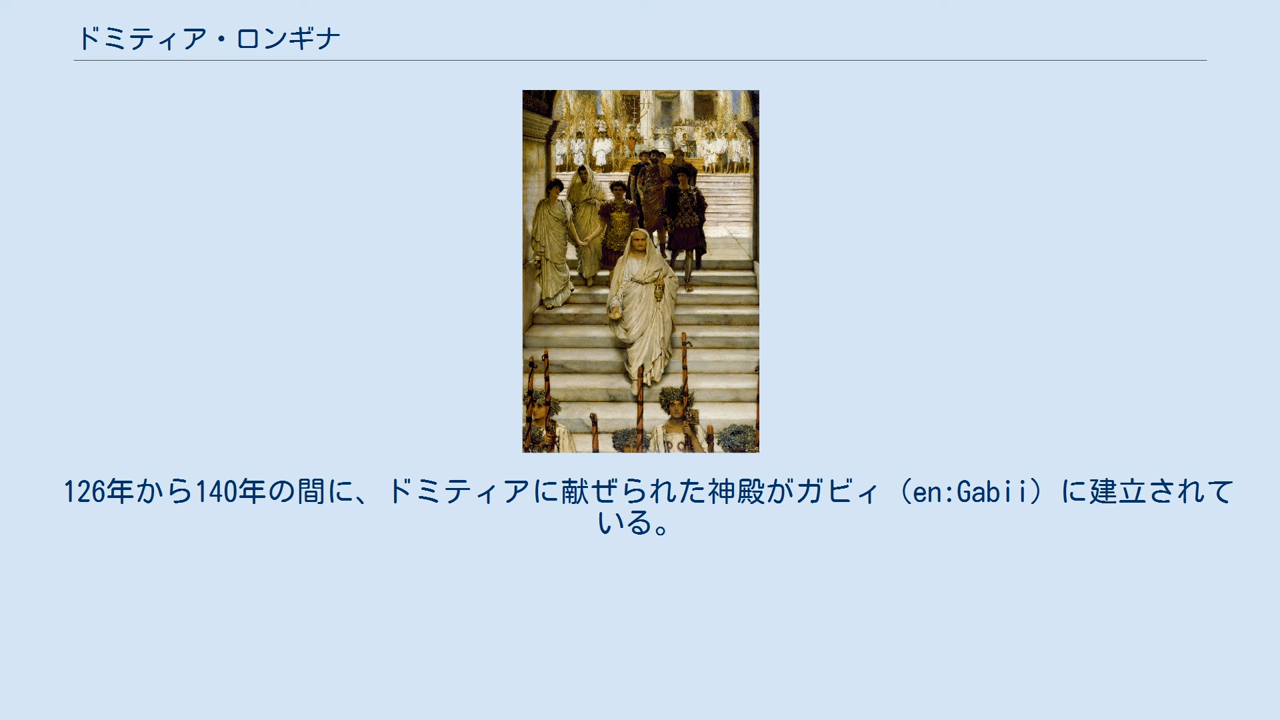 ドミティア・ロンギナ
126年から140年の間に、ドミティアに献ぜられた神殿がガビィ（en:Gabii）に建立されて
いる。